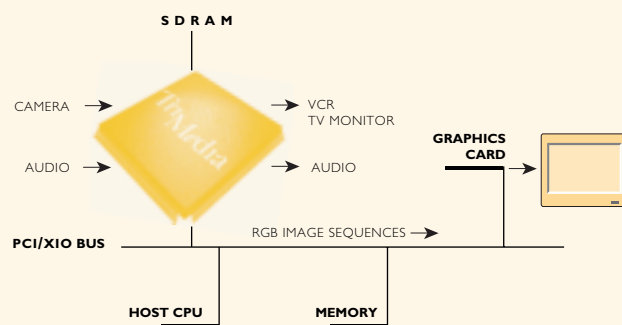 SDRAM
CAMERA
VCR
TV MONITOR
TriMedia
GRAPHICS
CARD
AUDIO
AUDIO
RGB IMAGE SEQUENCES
PCI/XIO BUS
HOST CPU
MEMORY